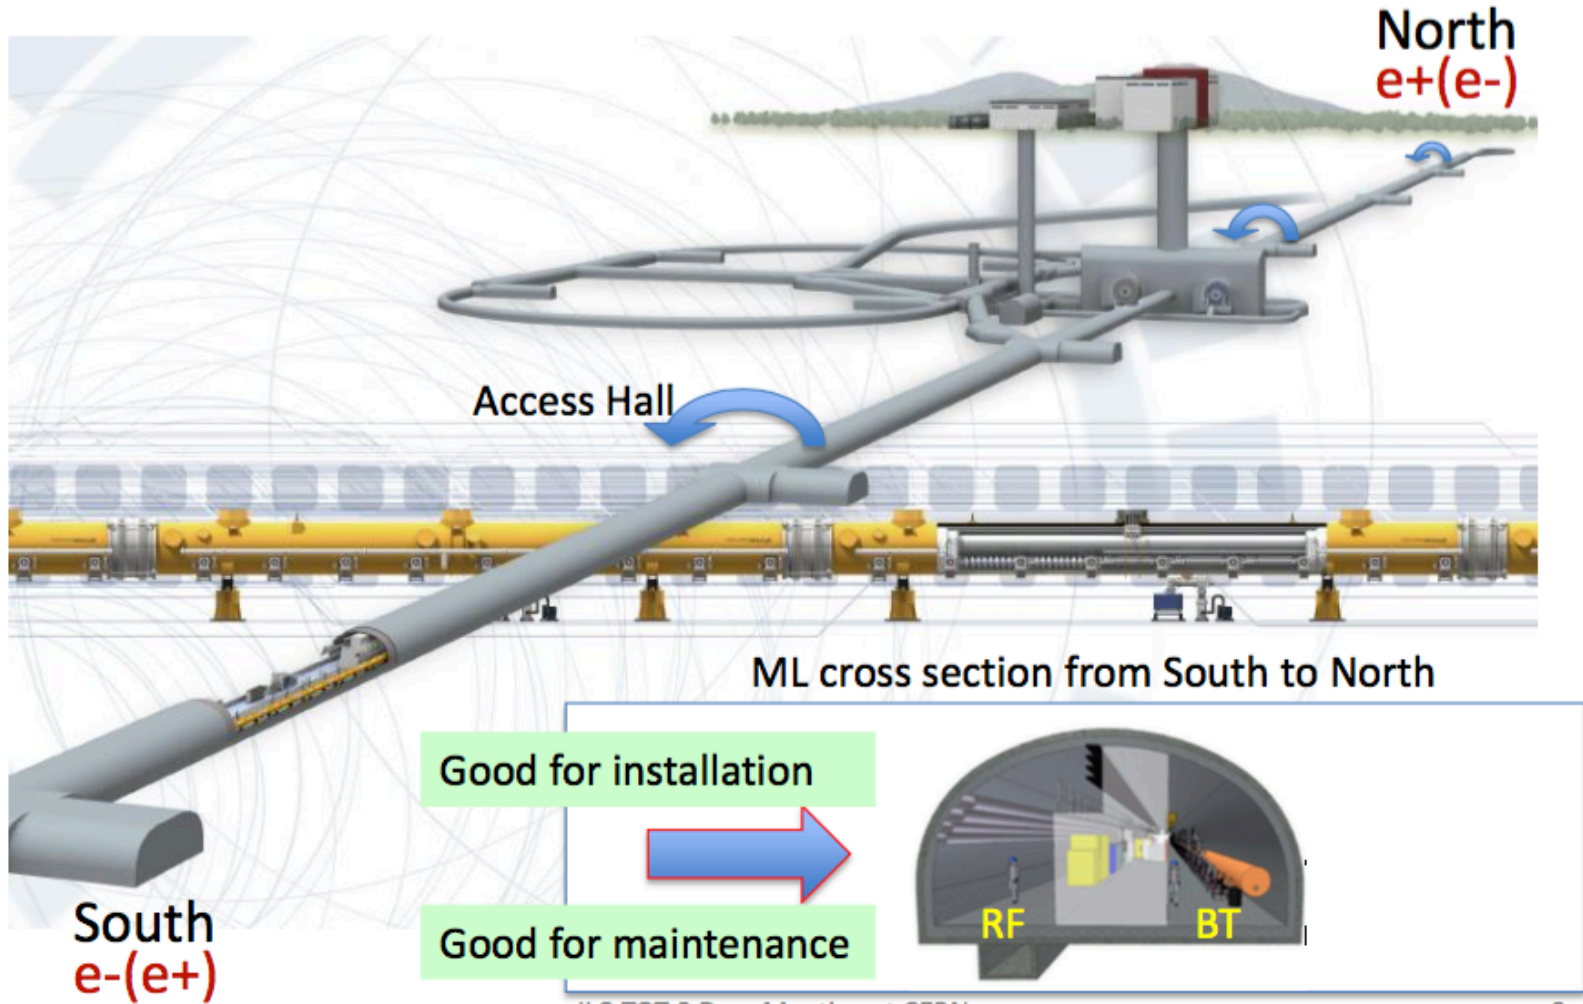 North
e+(e-)
Access Hall
ML cross section from South to North
Good for installation
RF
BT
Good for maintenance
South
e-(e+)